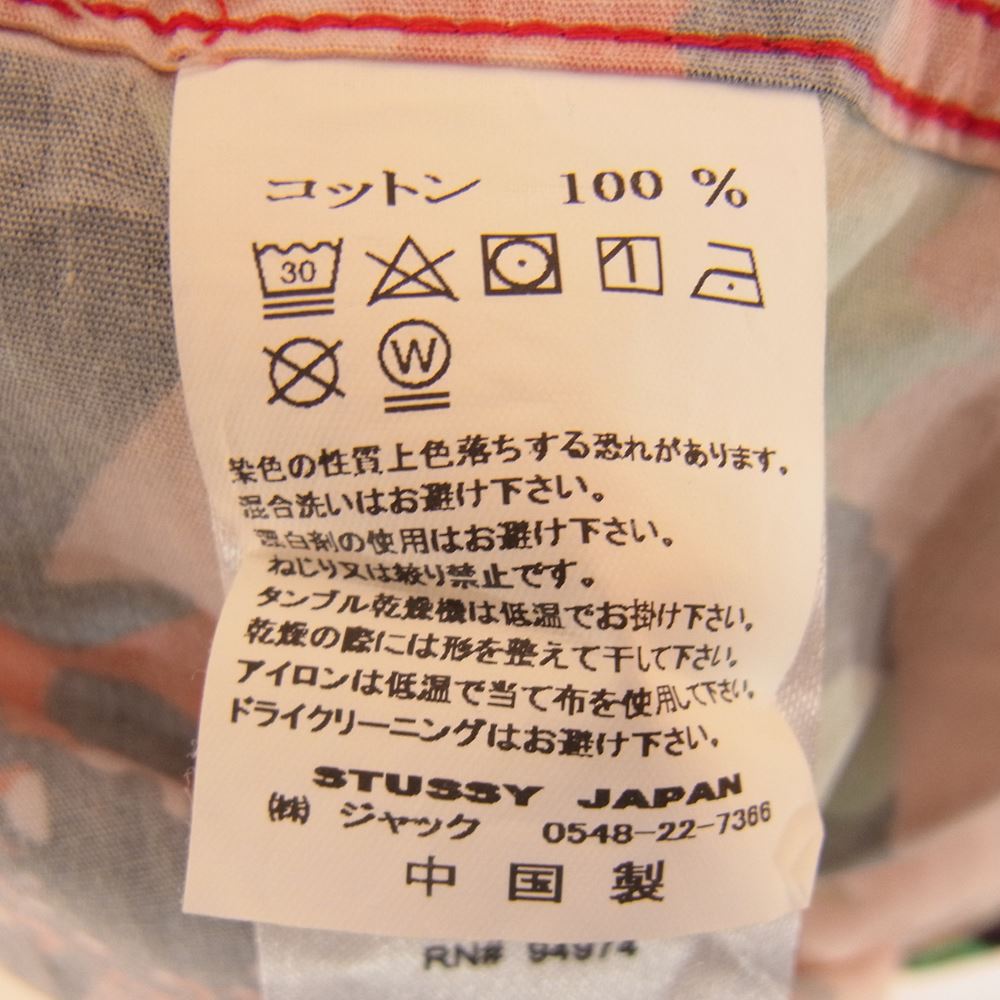 コットン 100 %
30
W
染色の性質上色落ちする恐れがあります。
混合洗いはお避け下さい。
漂白剤の使用はお避け下さい。
ねじり又は絞り禁止です。
タンブル乾燥機は低温でお掛け下さい。
乾燥の際には形を整えて干して下さい。
アイロンは低温で当て布を使用して下さい。
ドライクリーニングはお避け下さい。
STUSSY JAPAN
(株) ジャック 0548-22-7366
中 国 製
RN# 94974